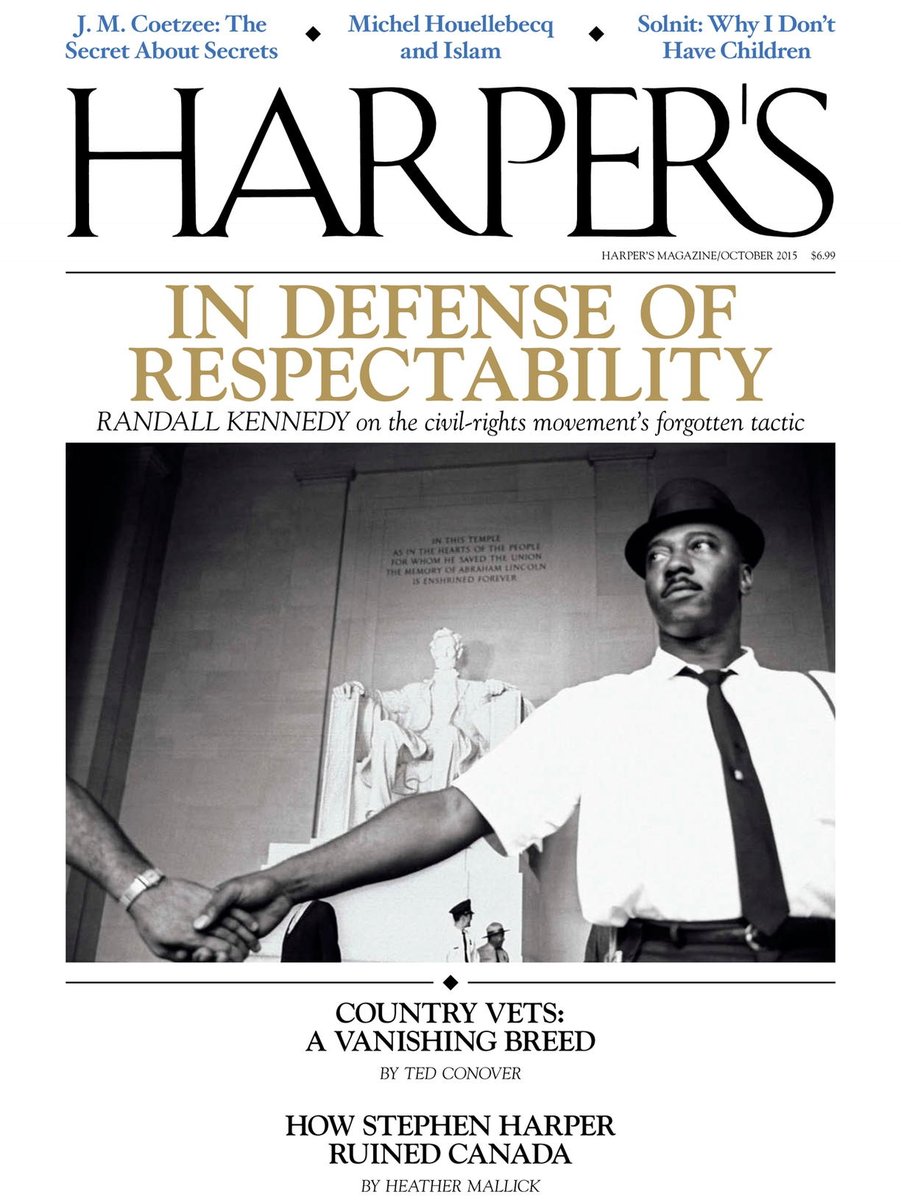 J. M. Coetzee: The
Secret About Secrets
Michel Houellebecq
and Islam
Solnit: Why I Don't
Have Children
HARPER'S
HARPER'S MAGAZINE/OCTOBER 2015 $6.99
IN DEFENSE OF
RESPECTABILITY
RANDALL KENNEDY on the civil-rights movement's forgotten tactic
IN THIS TEMPLE
AS IN THE HEARTS OF THE PEOPLE
FOR WHOM HE SAVED THE UNION
THE MEMORY OF ABRAHAM LINCOLN
IS ENSHRINED FOREVER
COUNTRY VETS:
A VANISHING BREED
BY TED CONOVER
HOW STEPHEN HARPER
RUINED CANADA
BY HEATHER MALLICK